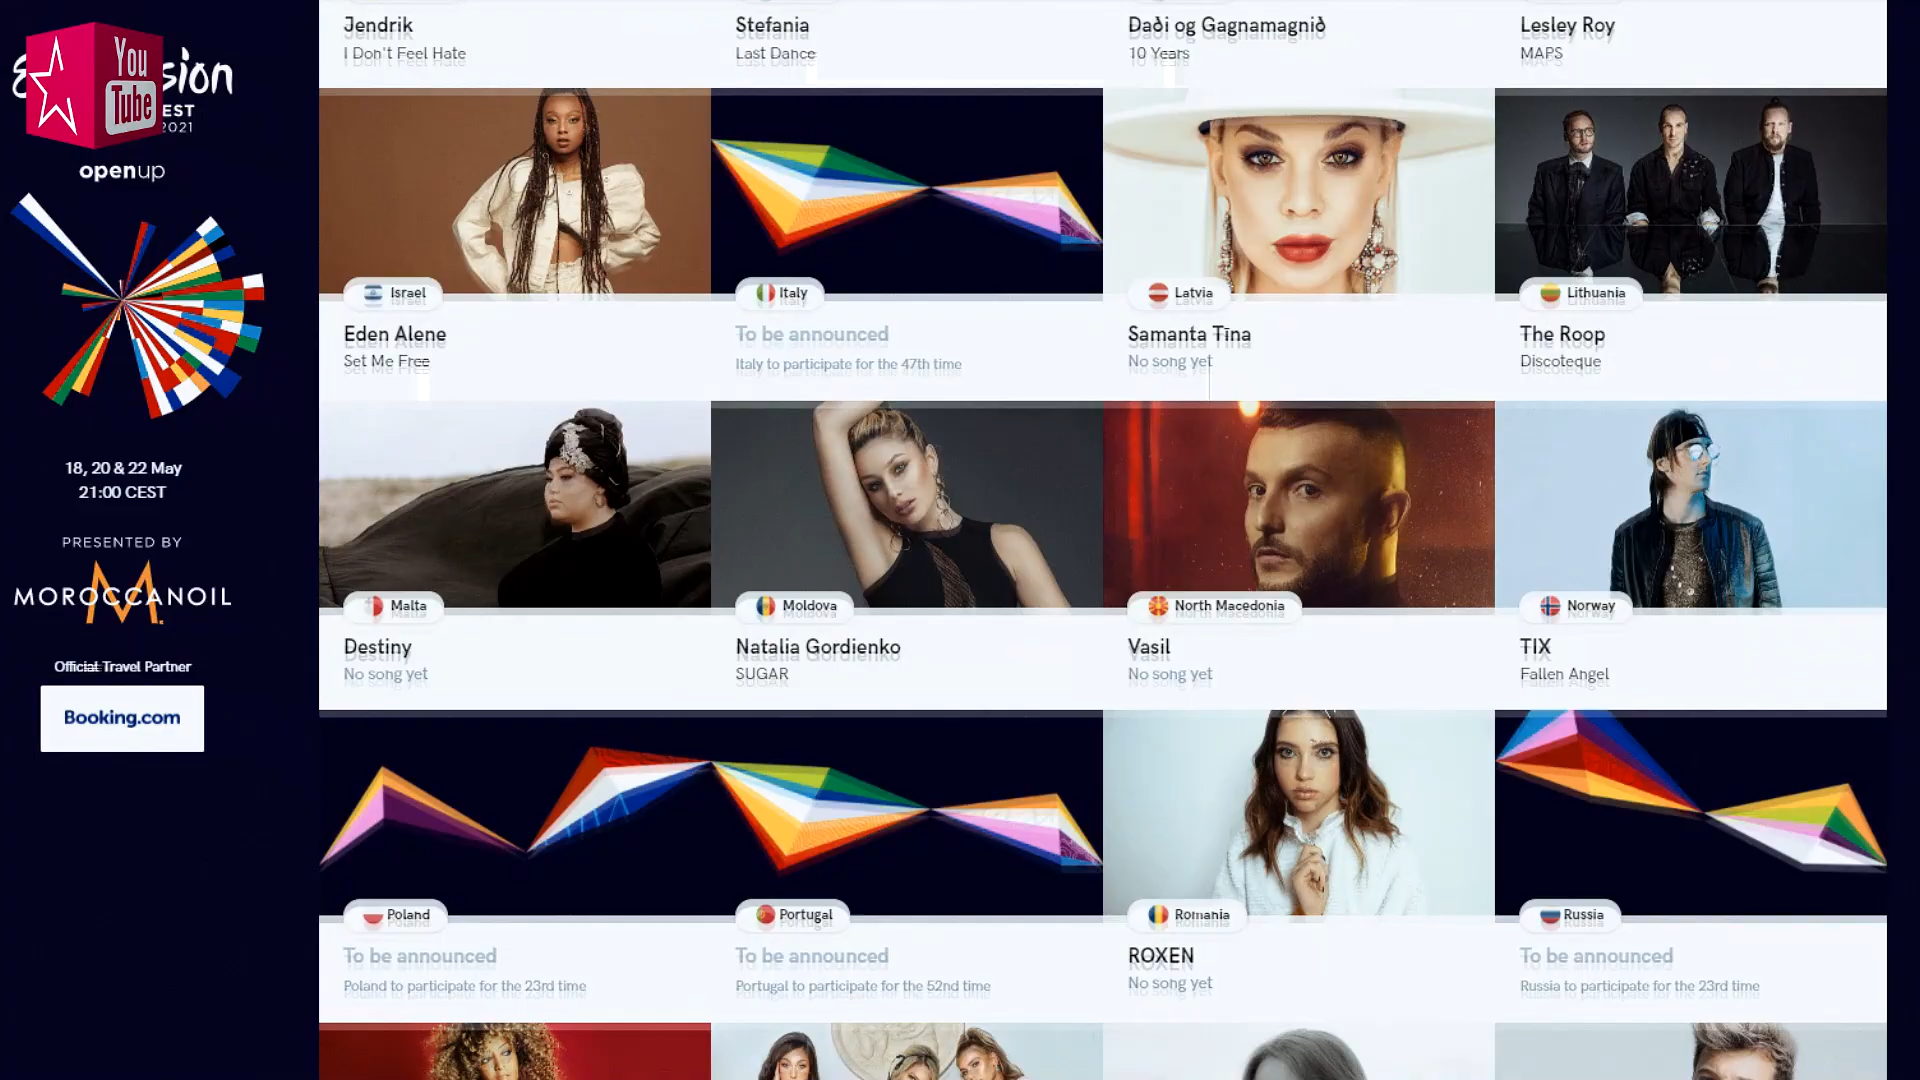 You
Tube
sion
EST
2021
openup
18, 20 & 22 May
21:00 CEST
PRESENTED BY
MOROCCANOIL
Official Travel Partner
Booking.com
Jendrik
I Don't Feel Hate
Stefania
Last Dance
Daði og Gagnamagnið
10 Years
Lesley Roy
MAPS
Israel
Eden Alene
Set Me Free
Italy
To be announced
Italy to participate for the 47th time
Latvia
Samanta Tīna
No song yet
Lithuania
The Roop
Discoteque
Malta
Destiny
No song yet
Moldova
Natalia Gordienko
SUGAR
North Macedonia
Vasil
No song yet
Norway
TIX
Fallen Angel
Poland
To be announced
Poland to participate for the 23rd time
Portugal
To be announced
Portugal to participate for the 52nd time
Romania
ROXEN
No song yet
Russia
To be announced
Russia to participate for the 23rd time